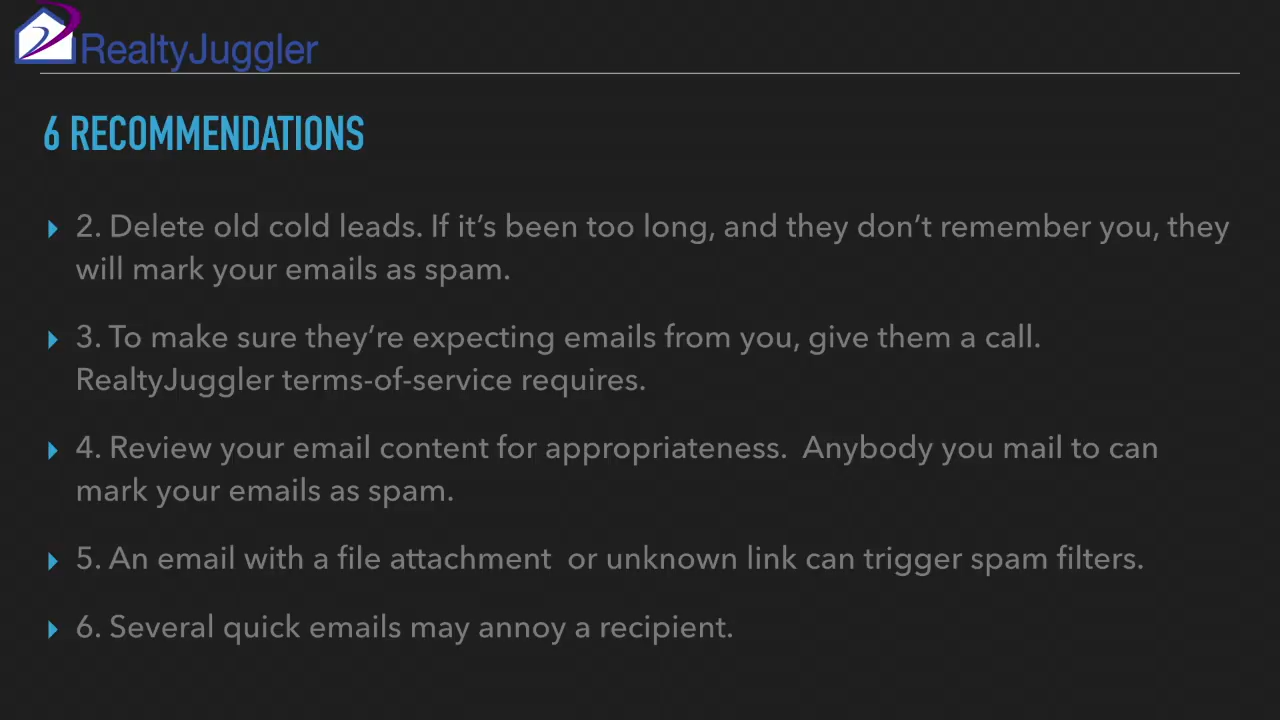 RealtyJuggler
6 RECOMMENDATIONS
2. Delete old cold leads. If it’s been too long, and they don’t remember you, they
will mark your emails as spam.
3. To make sure they’re expecting emails from you, give them a call.
RealtyJuggler terms-of-service requires.
4. Review your email content for appropriateness.  Anybody you mail to can
mark your emails as spam.
5. An email with a file attachment  or unknown link can trigger spam filters.
6. Several quick emails may annoy a recipient.